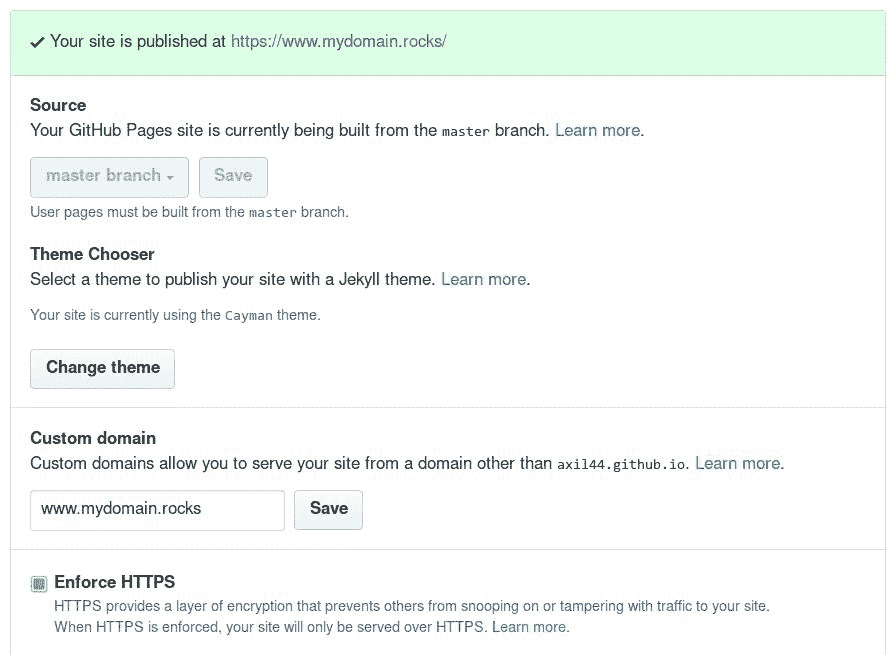 Your site is published at https://www.mydomain.rocks/
Source
Your GitHub Pages site is currently being built from the master branch. Learn more.
master branch
Save
User pages must be built from the master branch.
Theme Chooser
Select a theme to publish your site with a Jekyll theme. Learn more.
Your site is currently using the Cayman theme.
Change theme
Custom domain
Custom domains allow you to serve your site from a domain other than axil44.github.io. Learn more.
www.mydomain.rocks
Save
Enforce HTTPS
HTTPS provides a layer of encryption that prevents others from snooping on or tampering with traffic to your site.
When HTTPS is enforced, your site will only be served over HTTPS. Learn more.